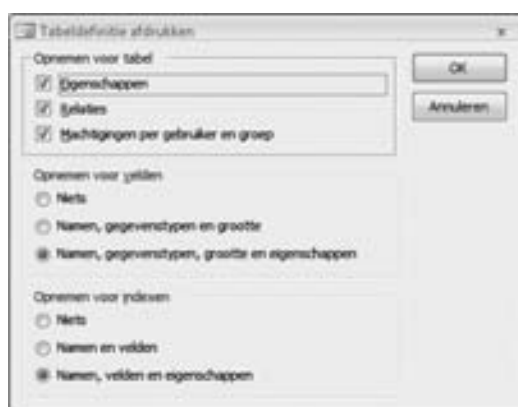 Tabeldefinitie afdrukken
Opnemen voor tabel
Eigenschappen
Relaties
Machtigingen per gebruiker en groep
OK
Annuleren
Opnemen voor velden
Niets
Namen, gegevenstypen en grootte
Namen, gegevenstypen, grootte en eigenschappen
Opnemen voor indexen
Niets
Namen en velden
Namen, velden en eigenschappen